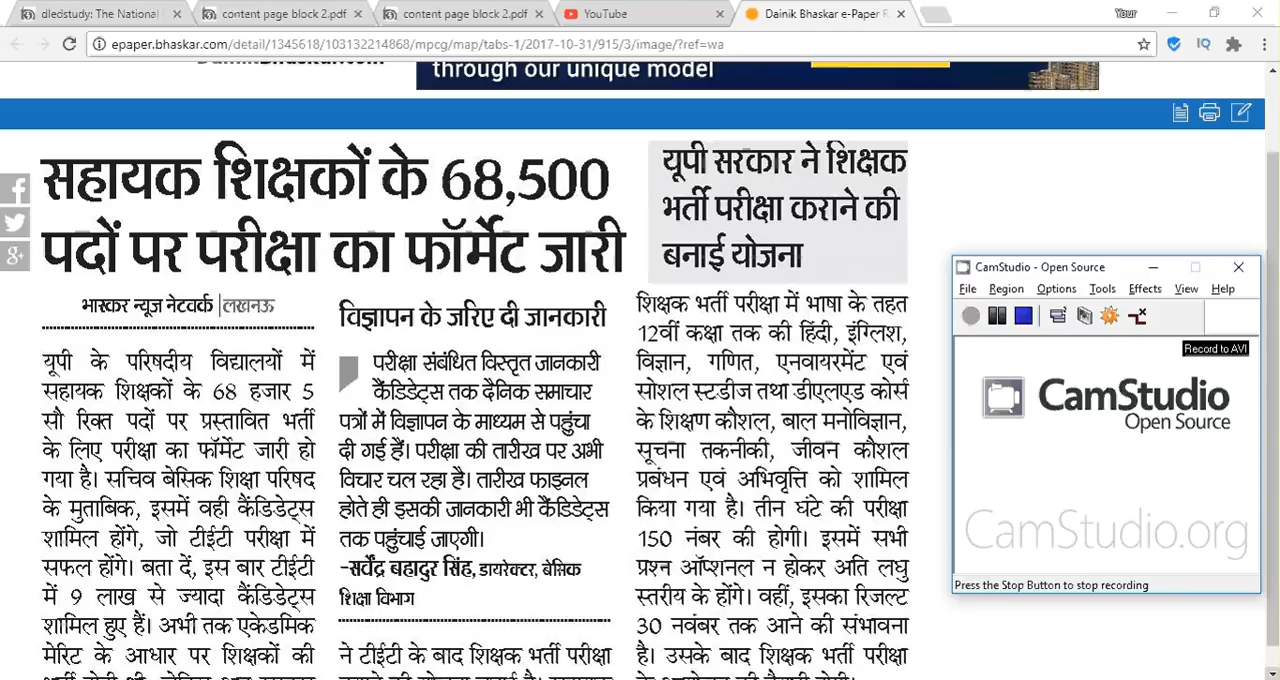 dledstudy: The National
content page block 2.pdf
content page block 2.pdf
YouTube
Dainik Bhaskar e-Paper
Your
epaper.bhaskar.com/detail/1345618/103132214868/mpcg/map/tabs-1/2017-10-31/915/3/image/?ref=wa
through our unique model
सहायक शिक्षकों के 68,500
पदों पर परीक्षा का फॉर्मेट जारी
भास्कर न्यूज नेटवर्क |लखनऊ
यूपी के परिषदीय विद्यालयों में
सहायक शिक्षकों के 68 हजार 5
सौ रिक्त पदों पर प्रस्तावित भर्ती
के लिए परीक्षा का फॉर्मेट जारी हो
गया है। सचिव बेसिक शिक्षा परिषद
के मुताबिक, इसमें वही कैंडिडेट्स
शामिल होंगे, जो टीईटी परीक्षा में
सफल होंगे। बता दें, इस बार टीईटी
में 9 लाख से ज्यादा कैंडिडेट्स
शामिल हुए हैं। अभी तक एकेडमिक
मेरिट के आधार पर शिक्षकों की
विज्ञापन के जरिए दी जानकारी
परीक्षा संबंधित विस्तृत जानकारी
कैंडिडेट्स तक दैनिक समाचार
पत्रों में विज्ञापन के माध्यम से पहुंचा
दी गई हैं। परीक्षा की तारीख पर अभी
विचार चल रहा है। तारीख फाइनल
होते ही इसकी जानकारी भी कैंडिडेट्स
तक पहुंचाई जाएगी।
-सर्वेंद्र बहादुर सिंह, डायरेक्टर, बेसिक
शिक्षा विभाग
ने टीईटी के बाद शिक्षक भर्ती परीक्षा
यूपी सरकार ने शिक्षक
भर्ती परीक्षा कराने की
बनाई योजना
शिक्षक भर्ती परीक्षा में भाषा के तहत
12वीं कक्षा तक की हिंदी, इंग्लिश,
विज्ञान, गणित, एनवायरमेंट एवं
सोशल स्टडीज तथा डीएलएड कोर्स
के शिक्षण कौशल, बाल मनोविज्ञान,
सूचना तकनीकी, जीवन कौशल
प्रबंधन एवं अभिवृत्ति को शामिल
किया गया है। तीन घंटे की परीक्षा
150 नंबर की होगी। इसमें सभी
प्रश्न ऑप्शनल न होकर अति लघु
स्तरीय के होंगे। वहीं, इसका रिजल्ट
30 नवंबर तक आने की संभावना
है। उसके बाद शिक्षक भर्ती परीक्षा
CamStudio - Open Source
File Region Options Tools Effects View Help
Record to AVI
CamStudio
Open Source
CamStudio.org
Press the Stop Button to stop recording